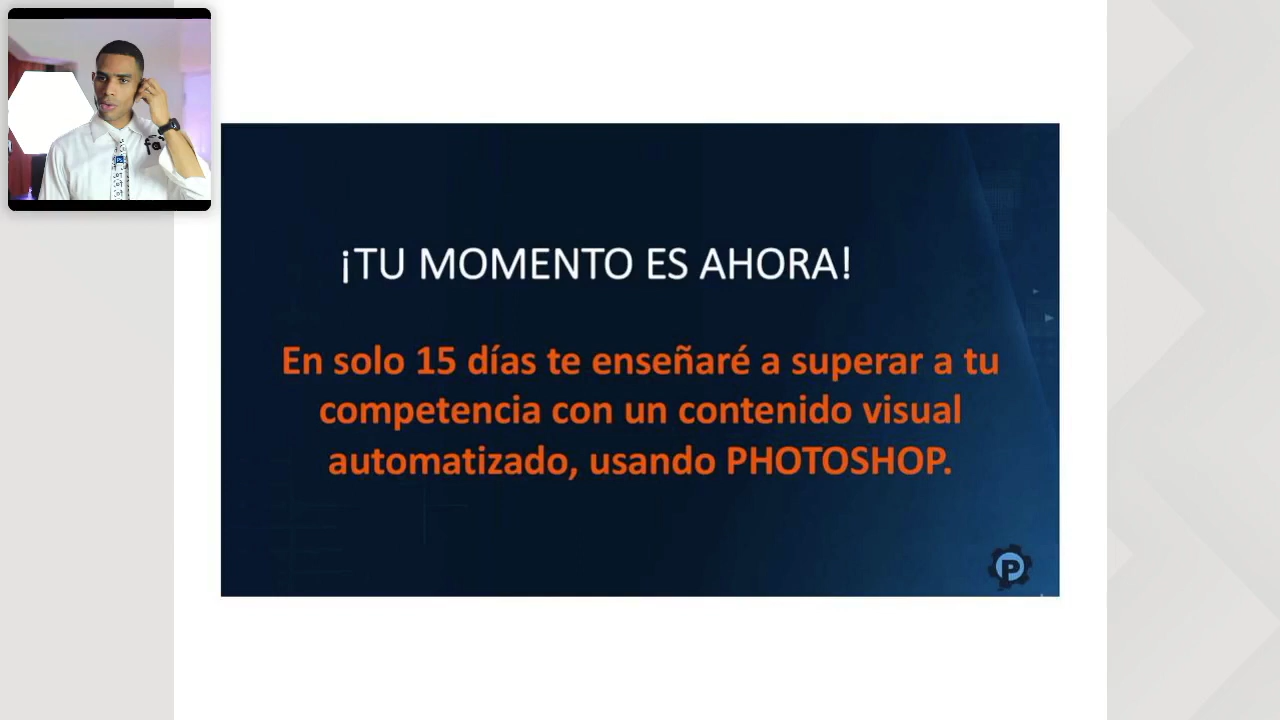 ¡TU MOMENTO ES AHORA!
En solo 15 días te enseñaré a superar a tu
competencia con un contenido visual
automatizado, usando PHOTOSHOP.
P